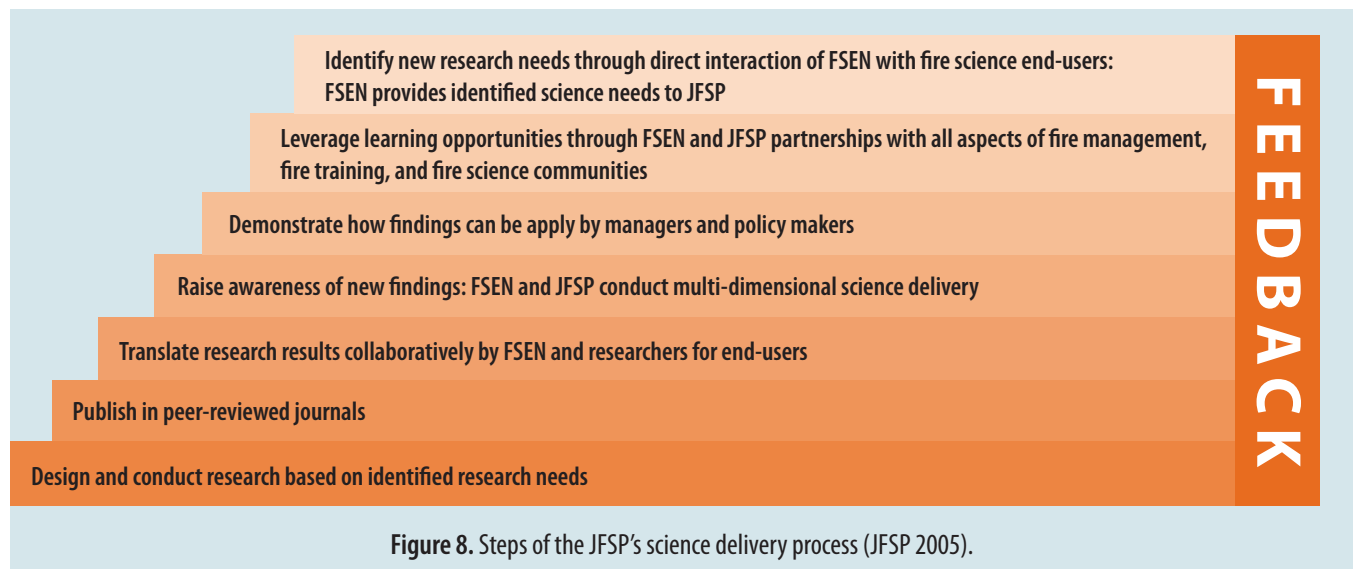 Identify new research needs through direct interaction of FSEN with fire science end-users:
FSEN provides identified science needs to JFSP
Leverage learning opportunities through FSEN and JFSP partnerships with all aspects of fire management,
fire training, and fire science communities
Demonstrate how findings can be apply by managers and policy makers
Raise awareness of new findings: FSEN and JFSP conduct multi-dimensional science delivery
Translate research results collaboratively by FSEN and researchers for end-users
Publish in peer-reviewed journals
Design and conduct research based on identified research needs
FEEDBACK
Figure 8. Steps of the JFSP's science delivery process (JFSP 2005).